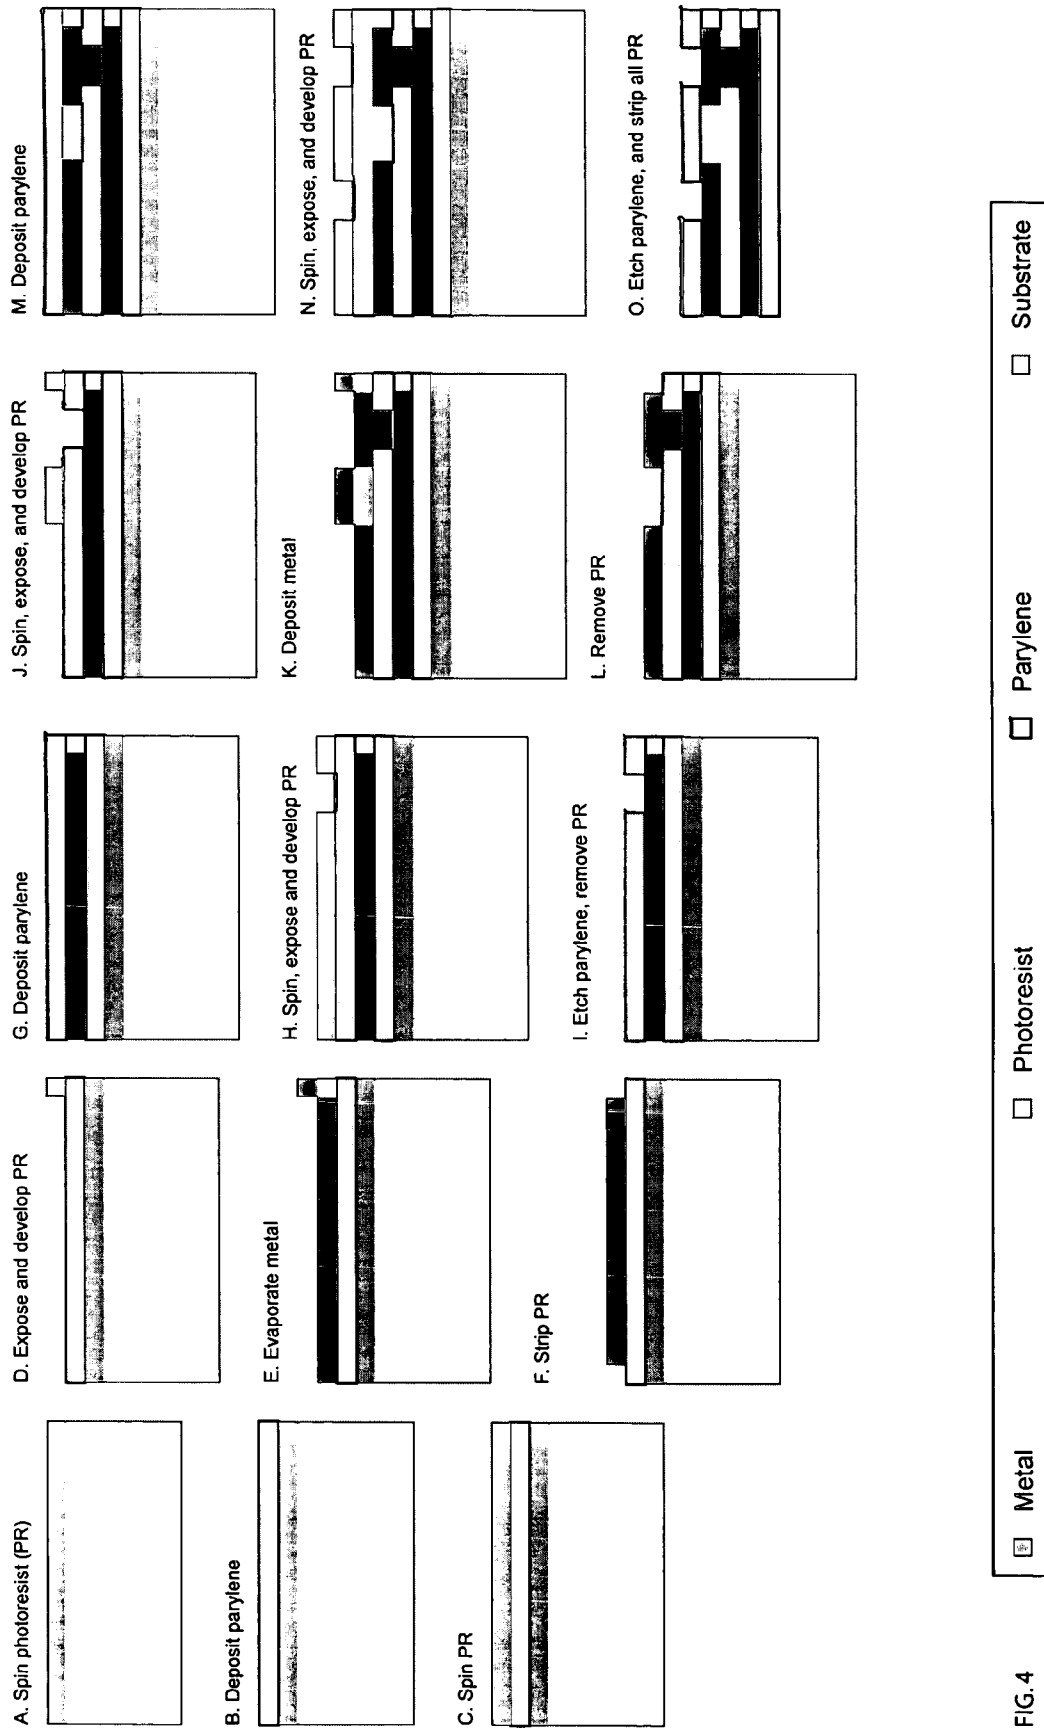 A. Spin photoresist (PR)
B. Deposit parylene
C. Spin PR
D. Expose and develop PR
E. Evaporate metal
F. Strip PR
G. Deposit parylene
H. Spin, expose and develop PR
I. Etch parylene, remove PR
J. Spin, expose, and develop PR
K. Deposit metal
L. Remove PR
M. Deposit parylene
N. Spin, expose, and develop PR
O. Etch parylene, and strip all PR
FIG. 4
Metal
Photoresist
Parylene
Substrate